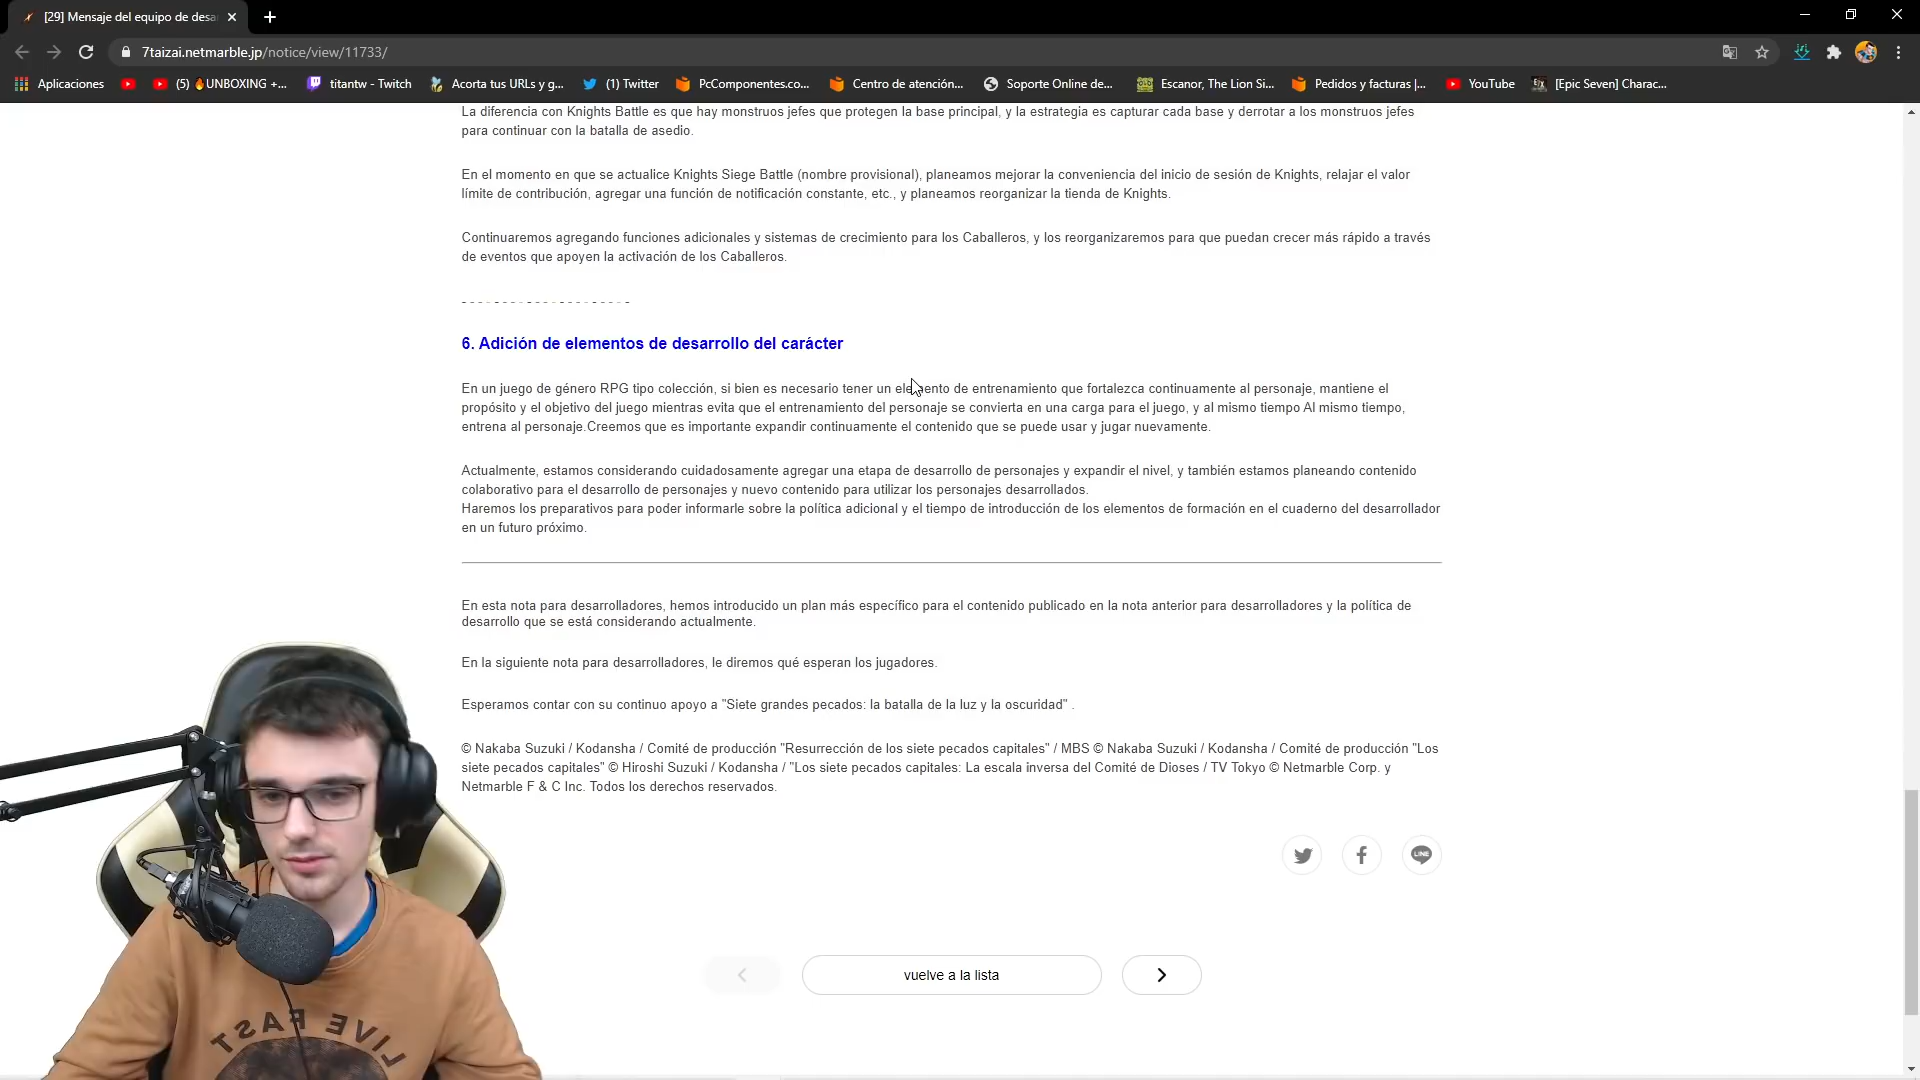 [29] Mensaje del equipo de desa
7taizai.netmarble.jp/notice/view/11733/
Aplicaciones
(5) 🔥UNBOXING +...
titantw - Twitch
Acorta tus URLs y g...
(1) Twitter
PcComponentes.co...
Centro de atención...
Soporte Online de...
Escanor, The Lion Si...
Pedidos y facturas |...
YouTube
[Epic Seven] Charac...
La diferencia con Knights Battle es que hay monstruos jefes que protegen la base principal, y la estrategia es capturar cada base y derrotar a los monstruos jefes
para continuar con la batalla de asedio.
En el momento en que se actualice Knights Siege Battle (nombre provisional), planeamos mejorar la conveniencia del inicio de sesión de Knights, relajar el valor
límite de contribución, agregar una función de notificación constante, etc., y planeamos reorganizar la tienda de Knights.
Continuaremos agregando funciones adicionales y sistemas de crecimiento para los Caballeros, y los reorganizaremos para que puedan crecer más rápido a través
de eventos que apoyen la activación de los Caballeros.
6. Adición de elementos de desarrollo del carácter
En un juego de género RPG tipo colección, si bien es necesario tener un elemento de entrenamiento que fortalezca continuamente al personaje, mantiene el
propósito y el objetivo del juego mientras evita que el entrenamiento del personaje se convierta en una carga para el juego, y al mismo tiempo Al mismo tiempo,
entrena al personaje.Creemos que es importante expandir continuamente el contenido que se puede usar y jugar nuevamente.
Actualmente, estamos considerando cuidadosamente agregar una etapa de desarrollo de personajes y expandir el nivel, y también estamos planeando contenido
colaborativo para el desarrollo de personajes y nuevo contenido para utilizar los personajes desarrollados.
Haremos los preparativos para poder informarle sobre la política adicional y el tiempo de introducción de los elementos de formación en el cuaderno del desarrollador
en un futuro próximo.
En esta nota para desarrolladores, hemos introducido un plan más específico para el contenido publicado en la nota anterior para desarrolladores y la política de
desarrollo que se está considerando actualmente.
En la siguiente nota para desarrolladores, le diremos qué esperan los jugadores.
Esperamos contar con su continuo apoyo a "Siete grandes pecados: la batalla de la luz y la oscuridad" .
© Nakaba Suzuki / Kodansha / Comité de producción "Resurrección de los siete pecados capitales" / MBS © Nakaba Suzuki / Kodansha / Comité de producción "Los
siete pecados capitales" © Hiroshi Suzuki / Kodansha / "Los siete pecados capitales: La escala inversa del Comité de Dioses / TV Tokyo © Netmarble Corp. y
Netmarble F & C Inc. Todos los derechos reservados.
LINE
vuelve a la lista
LIVE FAST